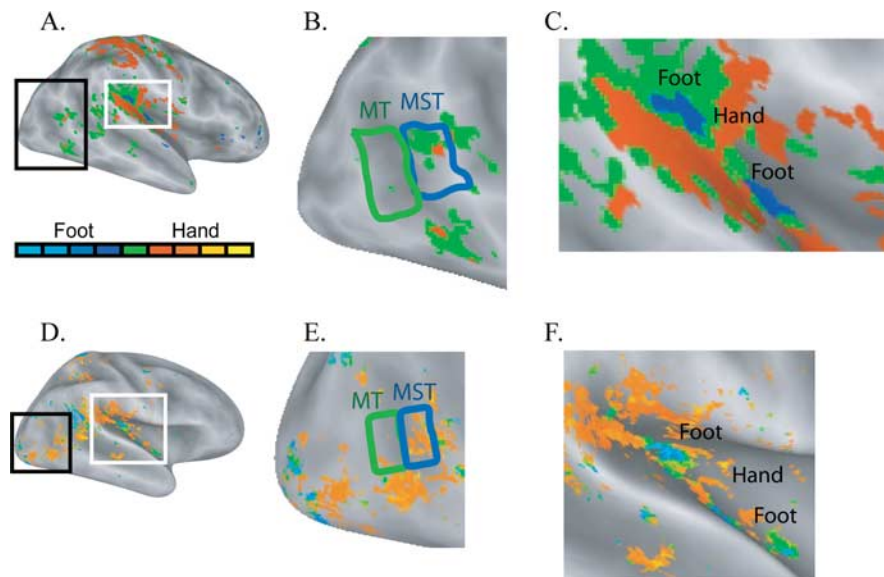 A.
B.
C.
MT
MST
Foot
Hand
Foot
Foot Hand
D.
E.
F.
MT
MST
Foot
Hand
Foot